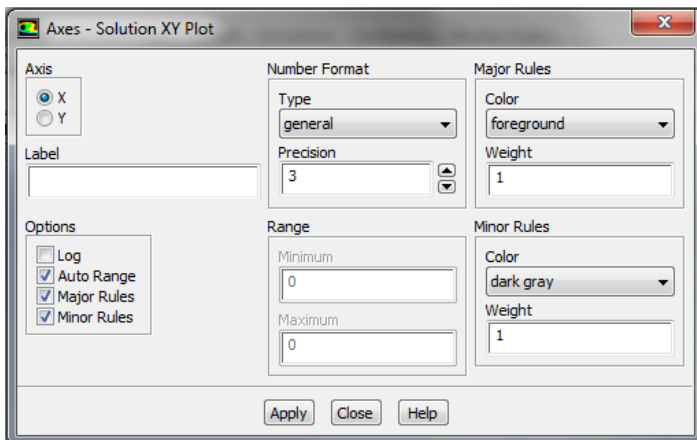 Axes - Solution XY Plot
Axis
X
Y
Label
Options
Log
Auto Range
Major Rules
Minor Rules
Number Format
Type
general
Precision
3
Range
Minimum
0
Maximum
0
Major Rules
Color
foreground
Weight
1
Minor Rules
Color
dark gray
Weight
1
Apply
Close
Help